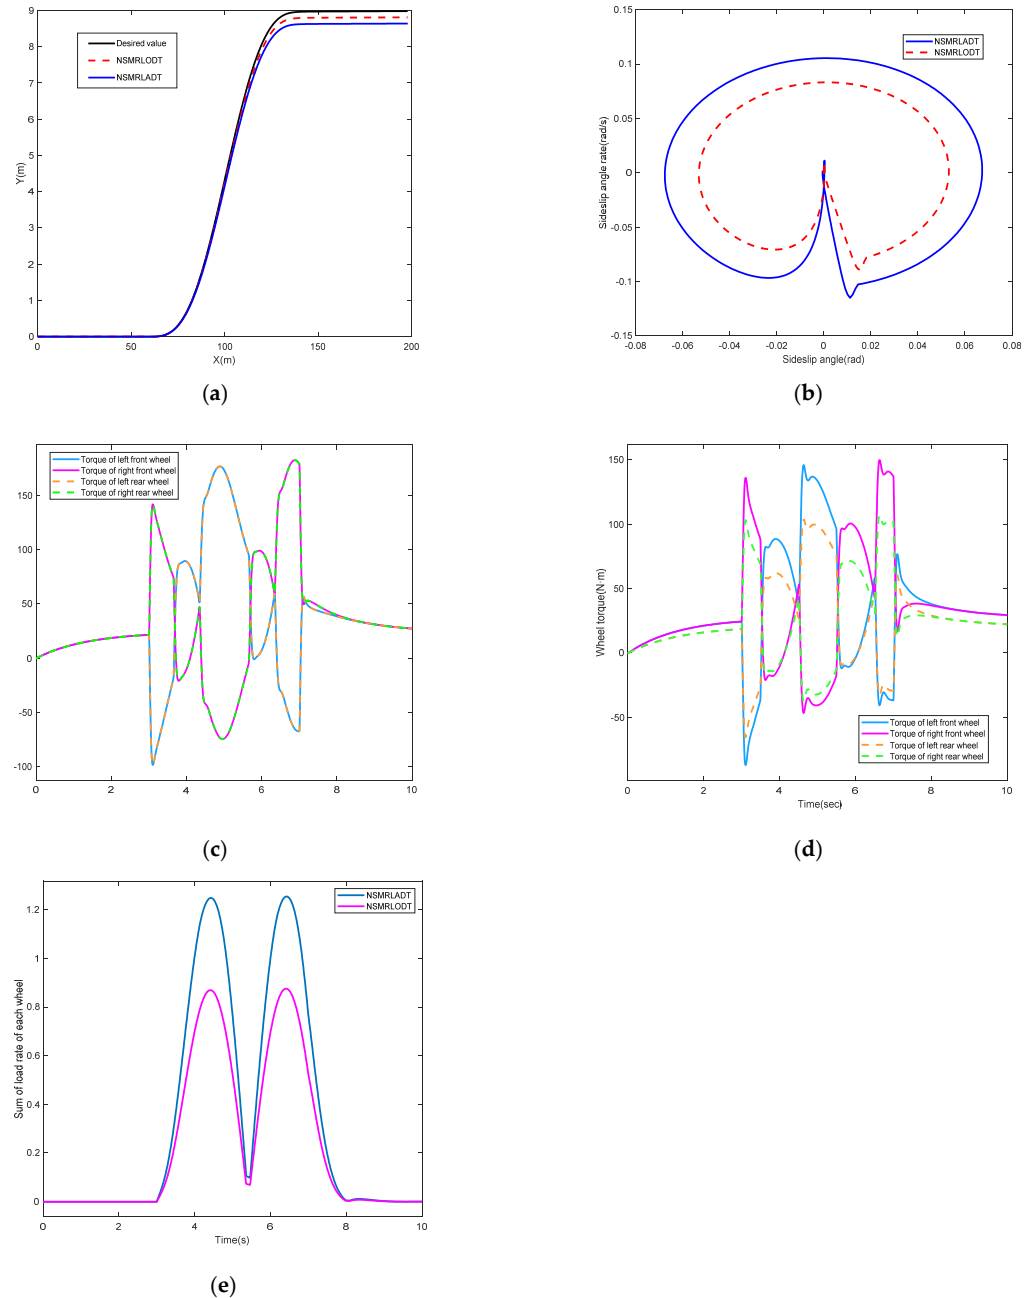 9
8
7
6
5
4
3
2
1
0
Y(m)
Desired value
NSMRLODT
NSMRLADT
0
50
100
150
200
X(m)
(a)
0.15
0.1
0.05
0
-0.05
-0.1
-0.15
Sideslip angle rate(rad/s)
NSMRLADT
NSMRLODT
-0.08
-0.06
-0.04
-0.02
0
0.02
0.04
0.06
0.08
Sideslip angle(rad)
(b)
150
100
50
0
-50
-100
Torque of left front wheel
Torque of right front wheel
Torque of left rear wheel
Torque of right rear wheel
0
2
4
6
8
10
(c)
150
100
50
0
-50
Wheel torque(N·m)
Torque of left front wheel
Torque of right front wheel
Torque of left rear wheel
Torque of right rear wheel
0
2
4
6
8
10
Time(sec)
(d)
1.2
1
0.8
0.6
0.4
0.2
0
Sum of load rate of each wheel
NSMRLADT
NSMRLODT
0
2
4
6
8
10
Time(s)
(e)